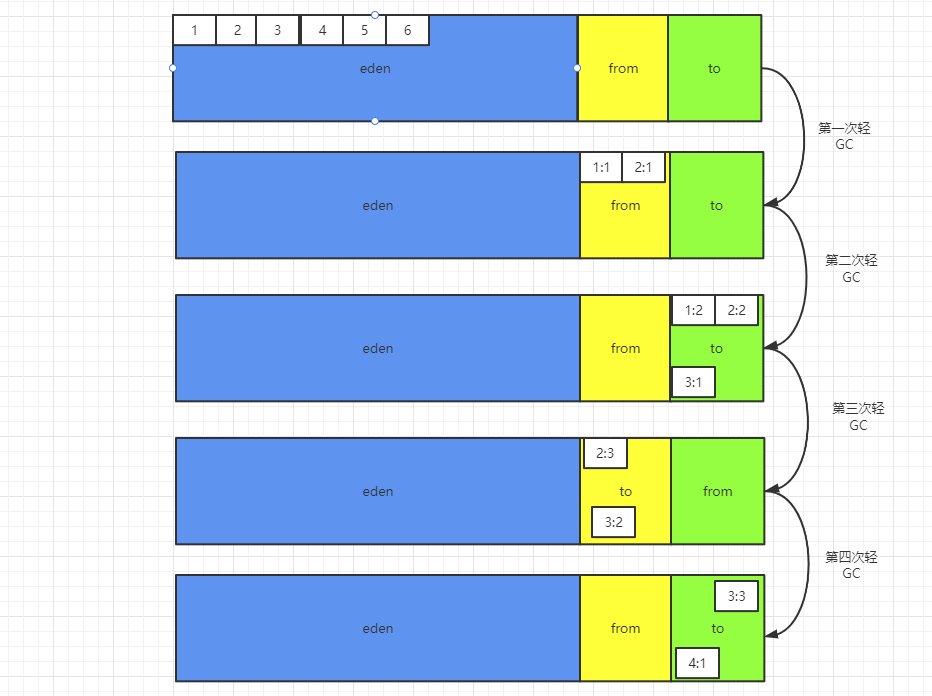 1 2 3 4 5 6
eden from to
第一次轻
GC
1:1 2:1
eden from to
第二次轻
GC
1:2 2:2
eden from to
3:1
第三次轻
GC
2:3
eden to from
3:2
第四次轻
GC
3:3
eden from to
4:1